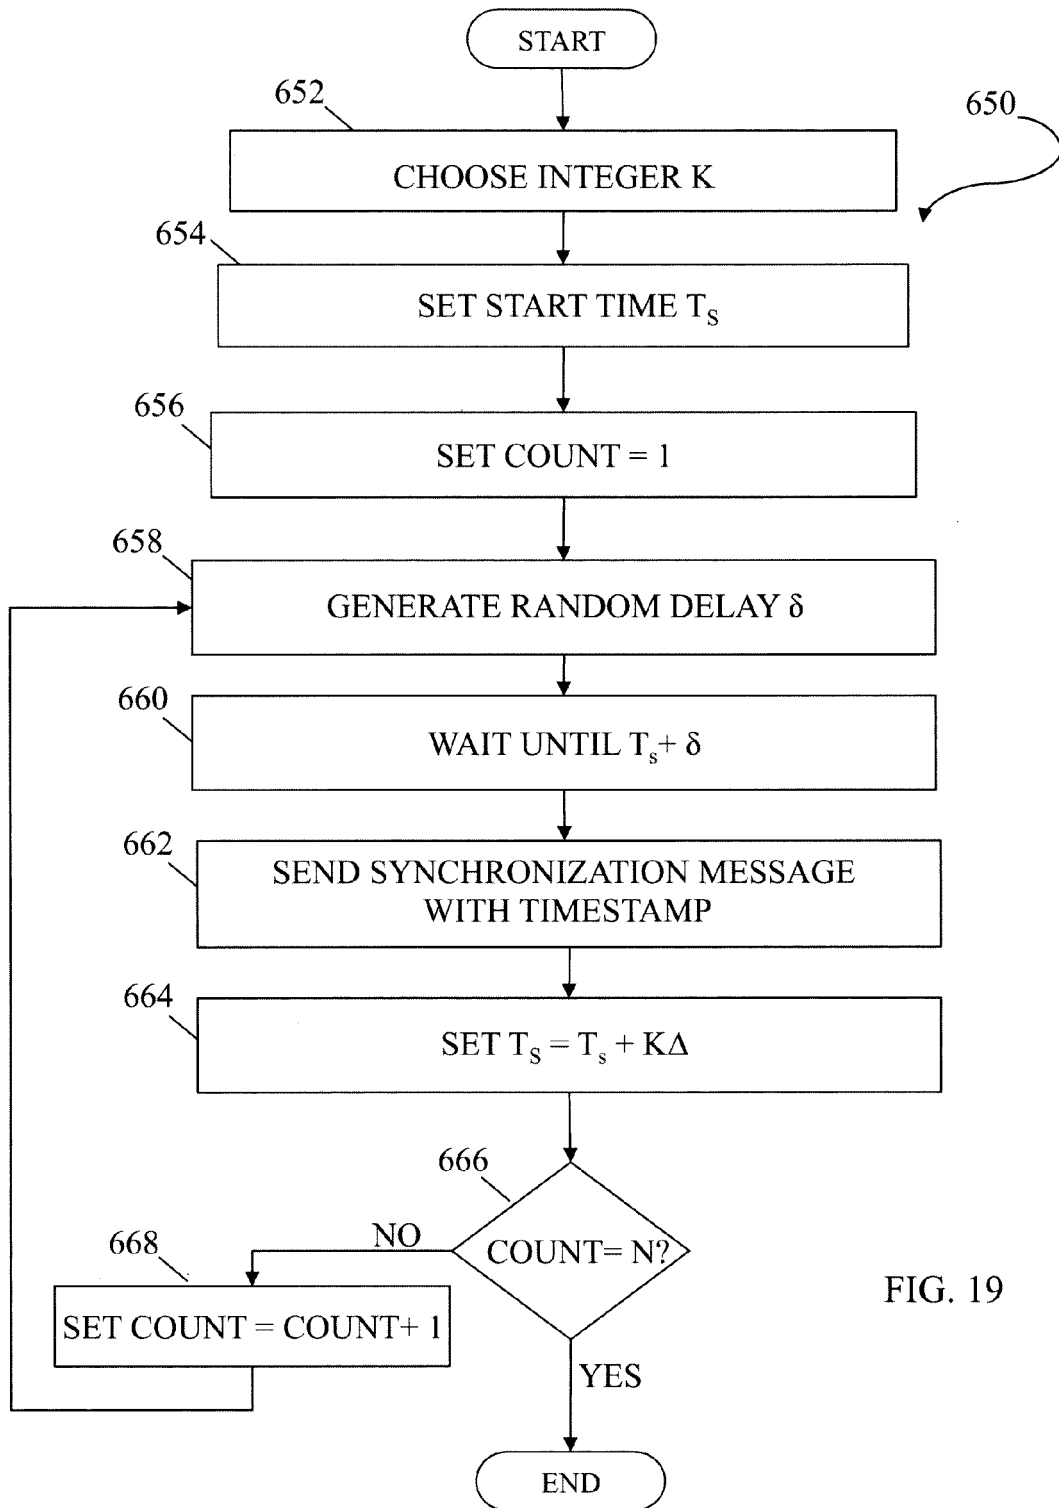 START
652
650
CHOOSE INTEGER K
654
SET START TIME T_S
656
SET COUNT = 1
658
GENERATE RANDOM DELAY δ
660
WAIT UNTIL T_s+ δ
662
SEND SYNCHRONIZATION MESSAGE
WITH TIMESTAMP
664
SET T_S = T_s + KΔ
666
NO
COUNT= N?
668
FIG. 19
SET COUNT = COUNT+ 1
YES
END